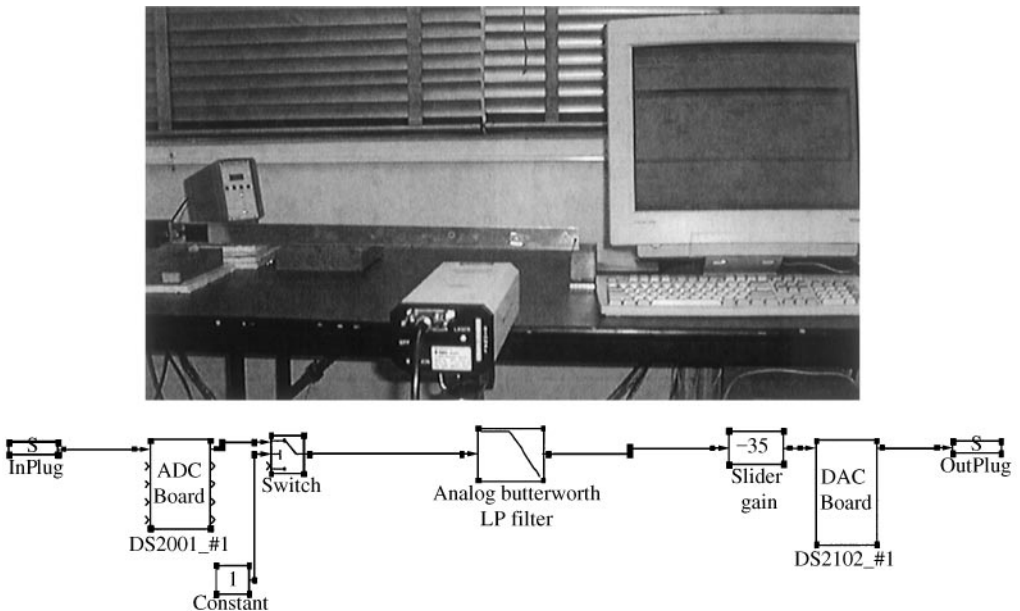 S
InPlug
ADC
Board
DS2001_#1
1
Constant
Switch
Analog butterworth
LP filter
−35
Slider
gain
DAC
Board
DS2102_#1
S
OutPlug